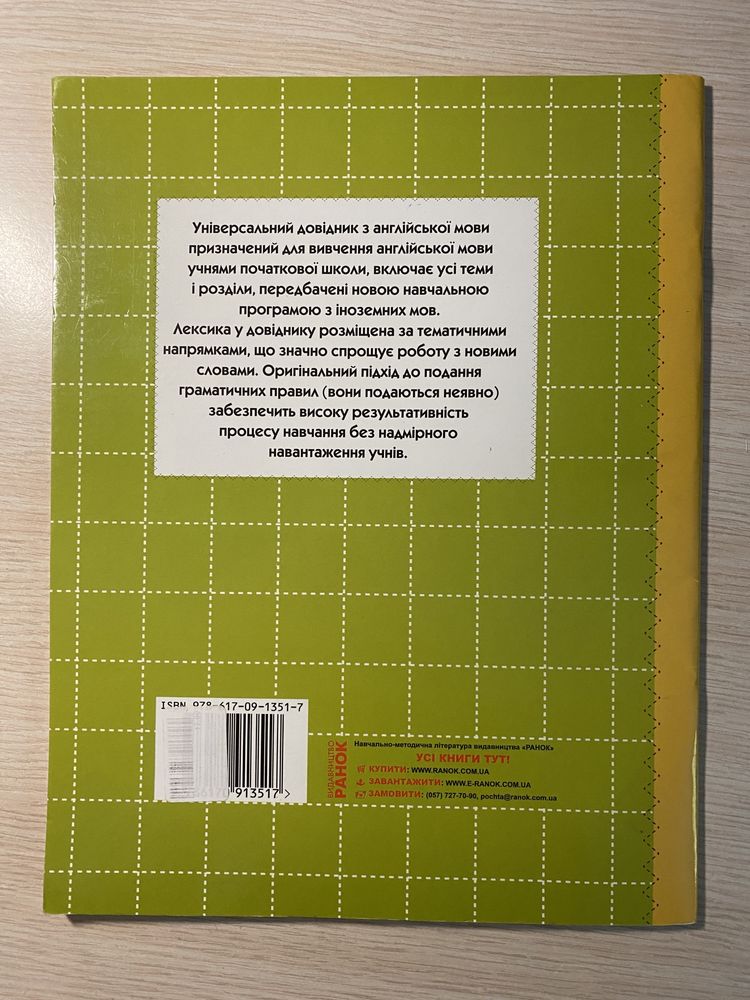 Універсальний довідник з англійської мови
призначений для вивчення англійської мови
учнями початкової школи, включає усі теми
і розділи, передбачені новою навчальною
програмою з іноземних мов.
Лексика у довіднику розміщена за тематичними
напрямками, що значно спрощує роботу з новими
словами. Оригінальний підхід до подання
граматичних правил (вони подаються неявно)
забезпечить високу результативність
процесу навчання без надмірного
навантаження учнів.
ISBN 978-617-09-1351-7
913517>
ВИДАВНИЦТВО
РАНОК
Навчально-методична література видавництва «РАНОК»
УСІ КНИГИ ТУТ!
КУПИТИ: WWW.RANOK.COM.UA
ЗАВАНТАЖИТИ: WWW.E-RANOK.COM.UA
ЗАМОВИТИ: (057) 727-70-90, pochta@ranok.com.ua